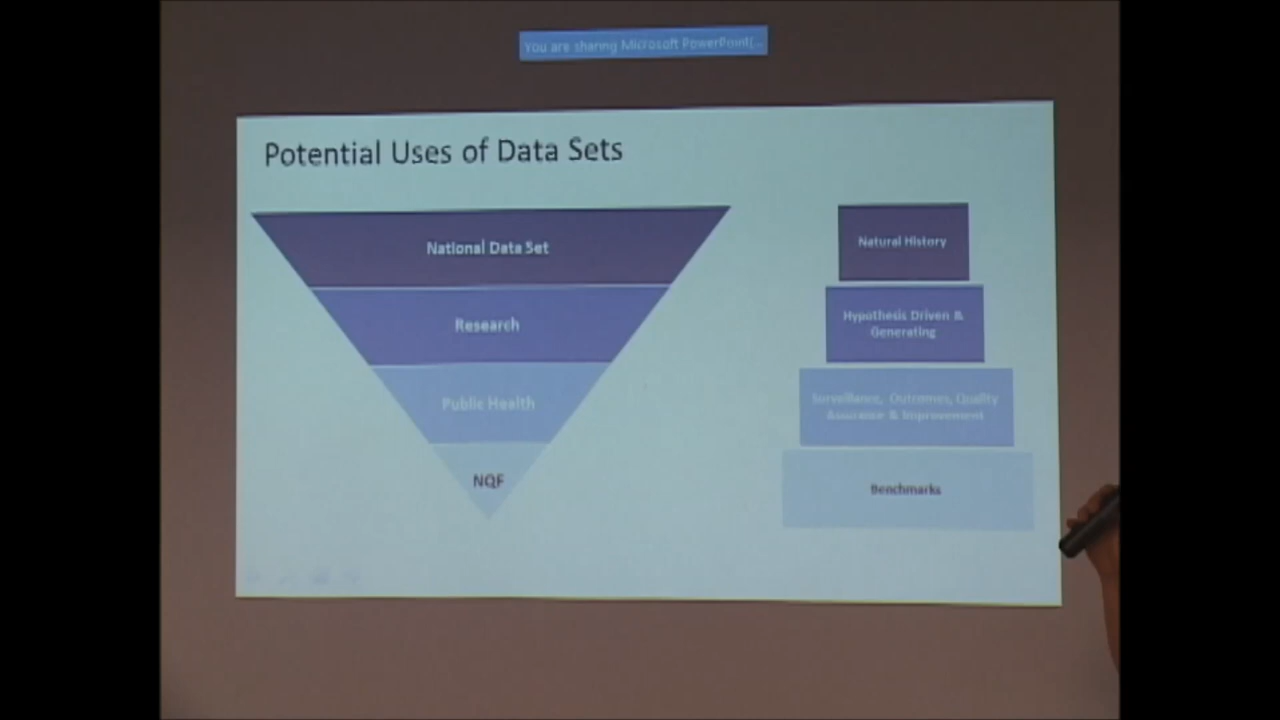 You are sharing Microsoft PowerPoint(...
Potential Uses of Data Sets
National Data Set
Research
Public Health
NQF
Natural History
Hypothesis Driven &
Generating
Surveillance, Outcomes, Quality
Assurance & Improvement
Benchmarks